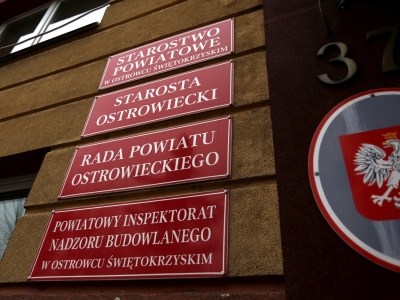 STAROSTWO
POWIATOWE
W OSTROWCU ŚWIĘTOKRZYSKIM
STAROSTA
OSTROWIECKI
RADA POWIATU
OSTROWIECKIEGO
POWIATOWY INSPEKTORAT
NADZORU BUDOWLANEGO
W OSTROWCU ŚWIĘTOKRZYSKIM
37